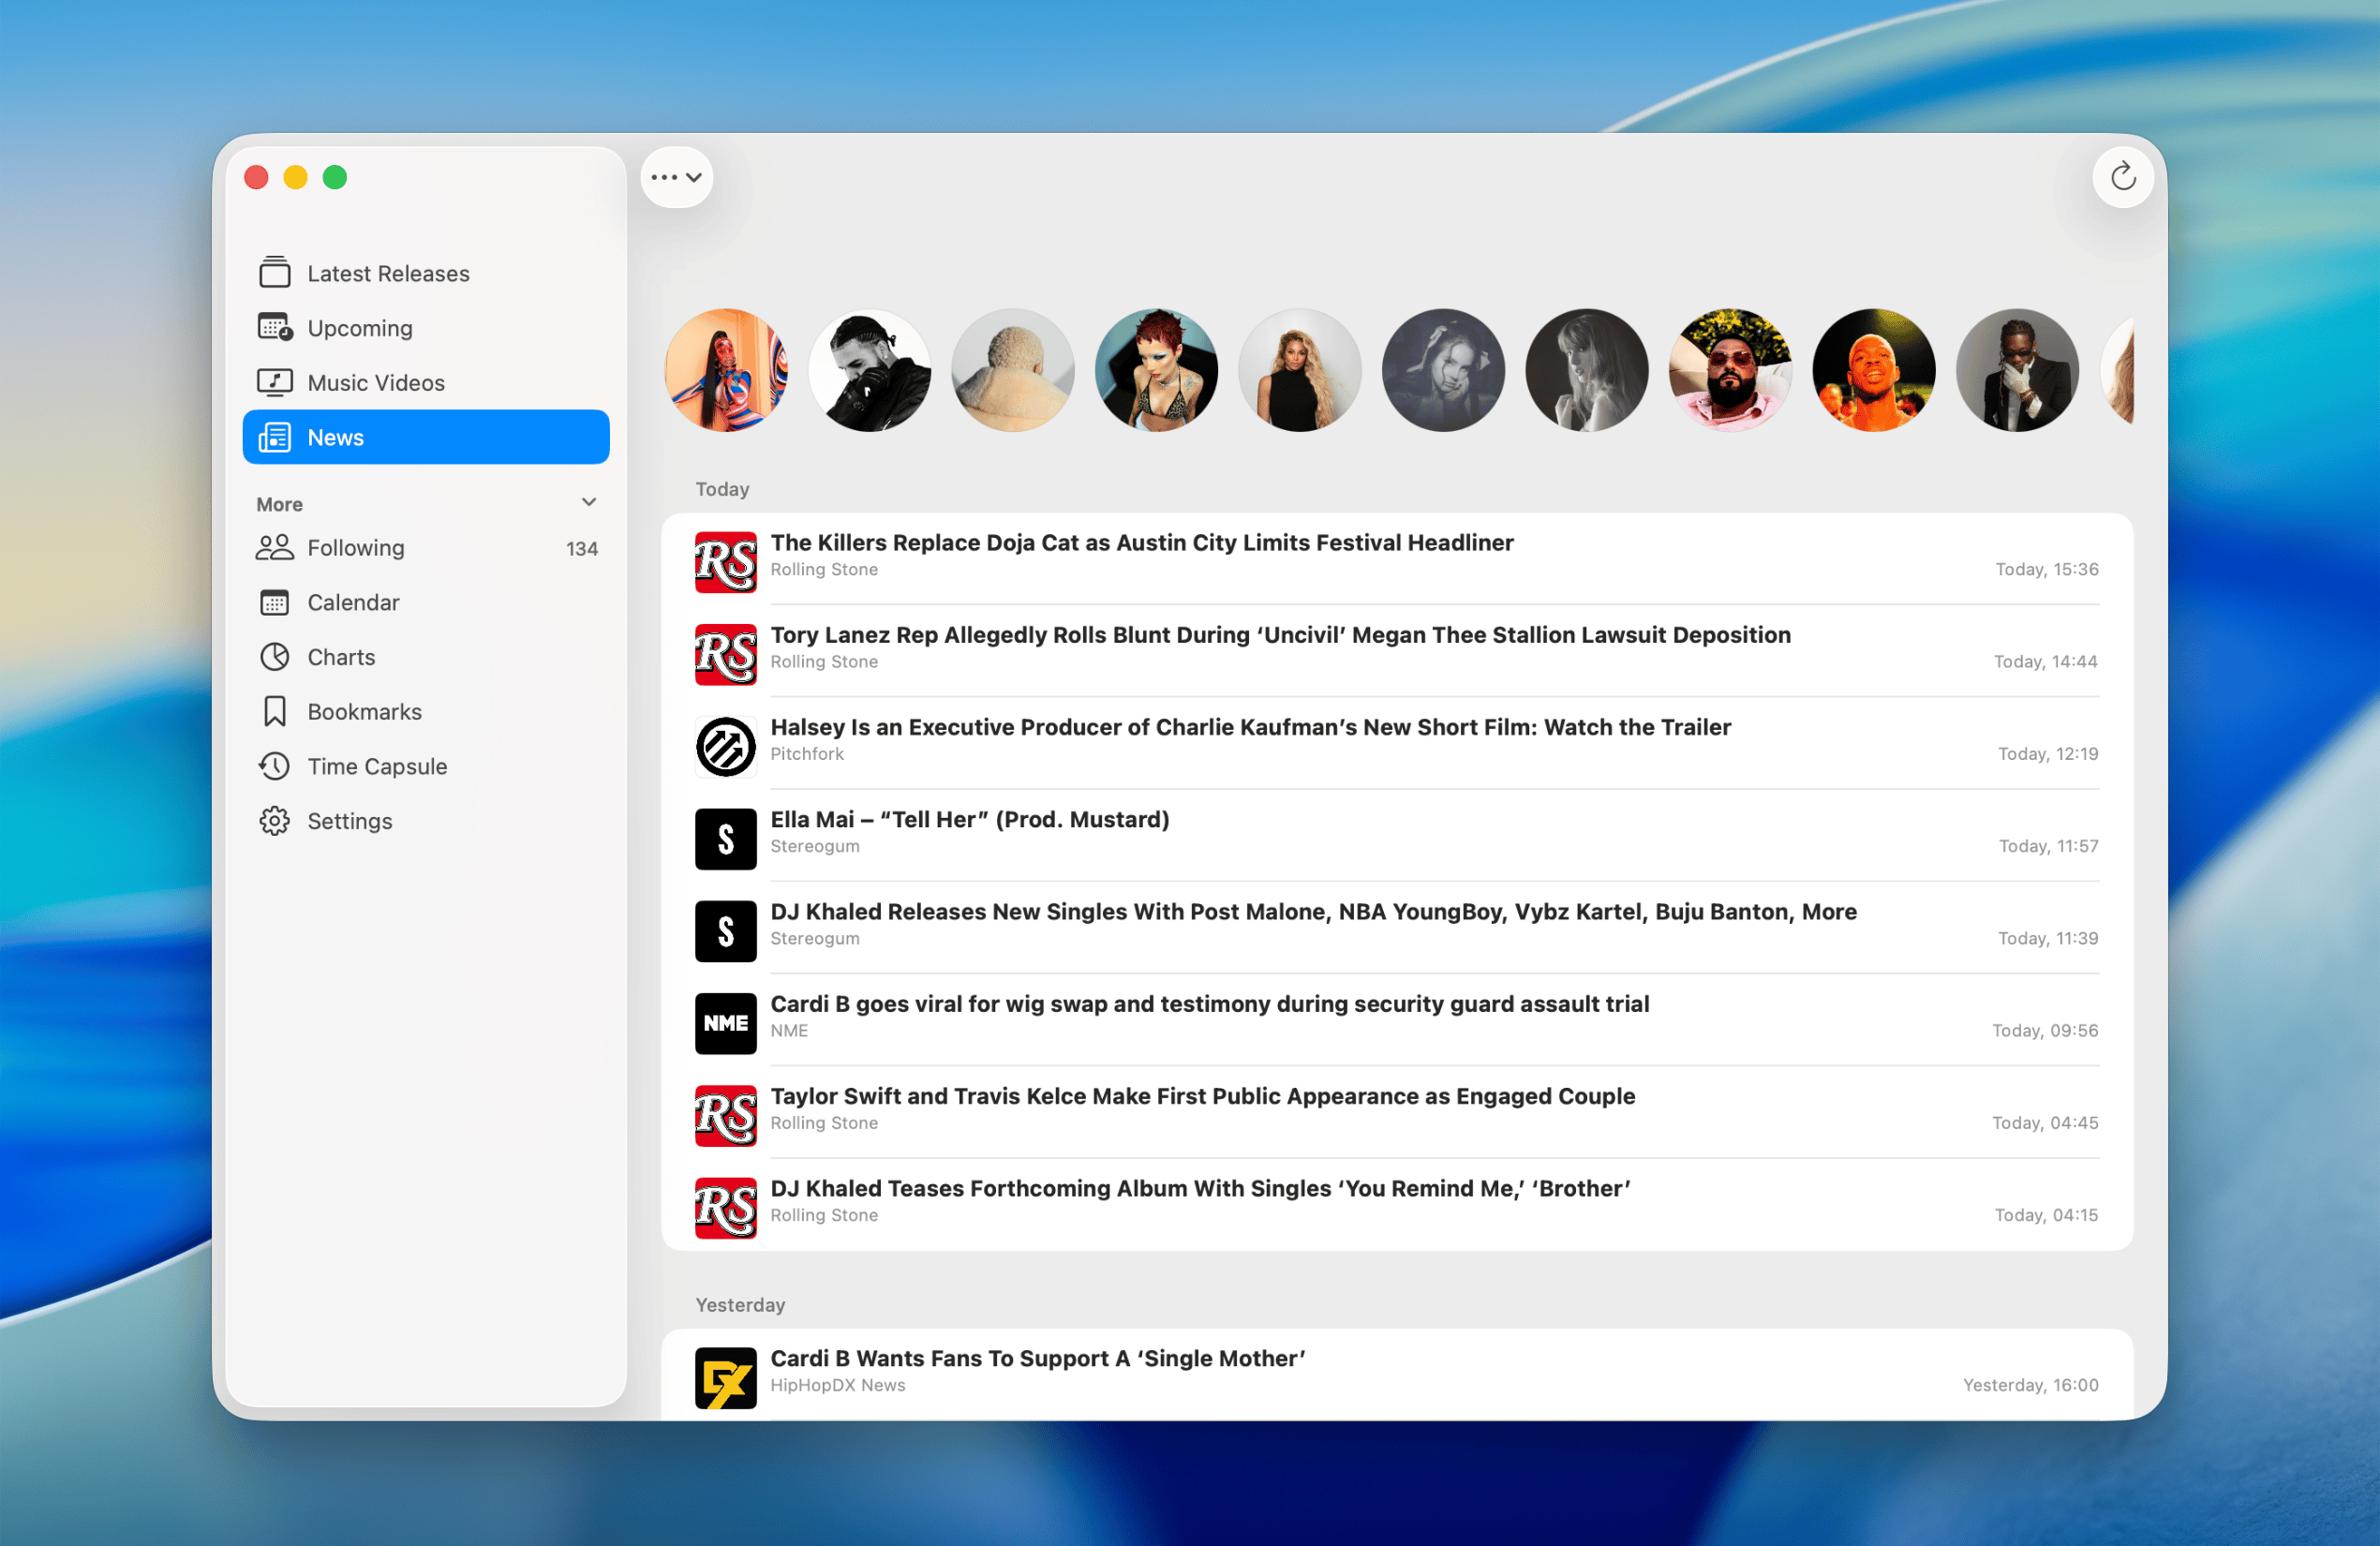 Latest Releases
Upcoming
Music Videos
News
More
Following 134
Calendar
Charts
Bookmarks
Time Capsule
Settings
Today
RS
The Killers Replace Doja Cat as Austin City Limits Festival Headliner
Rolling Stone
Today, 15:36
RS
Tory Lanez Rep Allegedly Rolls Blunt During ‘Uncivil’ Megan Thee Stallion Lawsuit Deposition
Rolling Stone
Today, 14:44
Halsey Is an Executive Producer of Charlie Kaufman’s New Short Film: Watch the Trailer
Pitchfork
Today, 12:19
S
Ella Mai – “Tell Her” (Prod. Mustard)
Stereogum
Today, 11:57
S
DJ Khaled Releases New Singles With Post Malone, NBA YoungBoy, Vybz Kartel, Buju Banton, More
Stereogum
Today, 11:39
NME
Cardi B goes viral for wig swap and testimony during security guard assault trial
NME
Today, 09:56
RS
Taylor Swift and Travis Kelce Make First Public Appearance as Engaged Couple
Rolling Stone
Today, 04:45
RS
DJ Khaled Teases Forthcoming Album With Singles ‘You Remind Me,’ ‘Brother’
Rolling Stone
Today, 04:15
Yesterday
DX
Cardi B Wants Fans To Support A ‘Single Mother’
HipHopDX News
Yesterday, 16:00